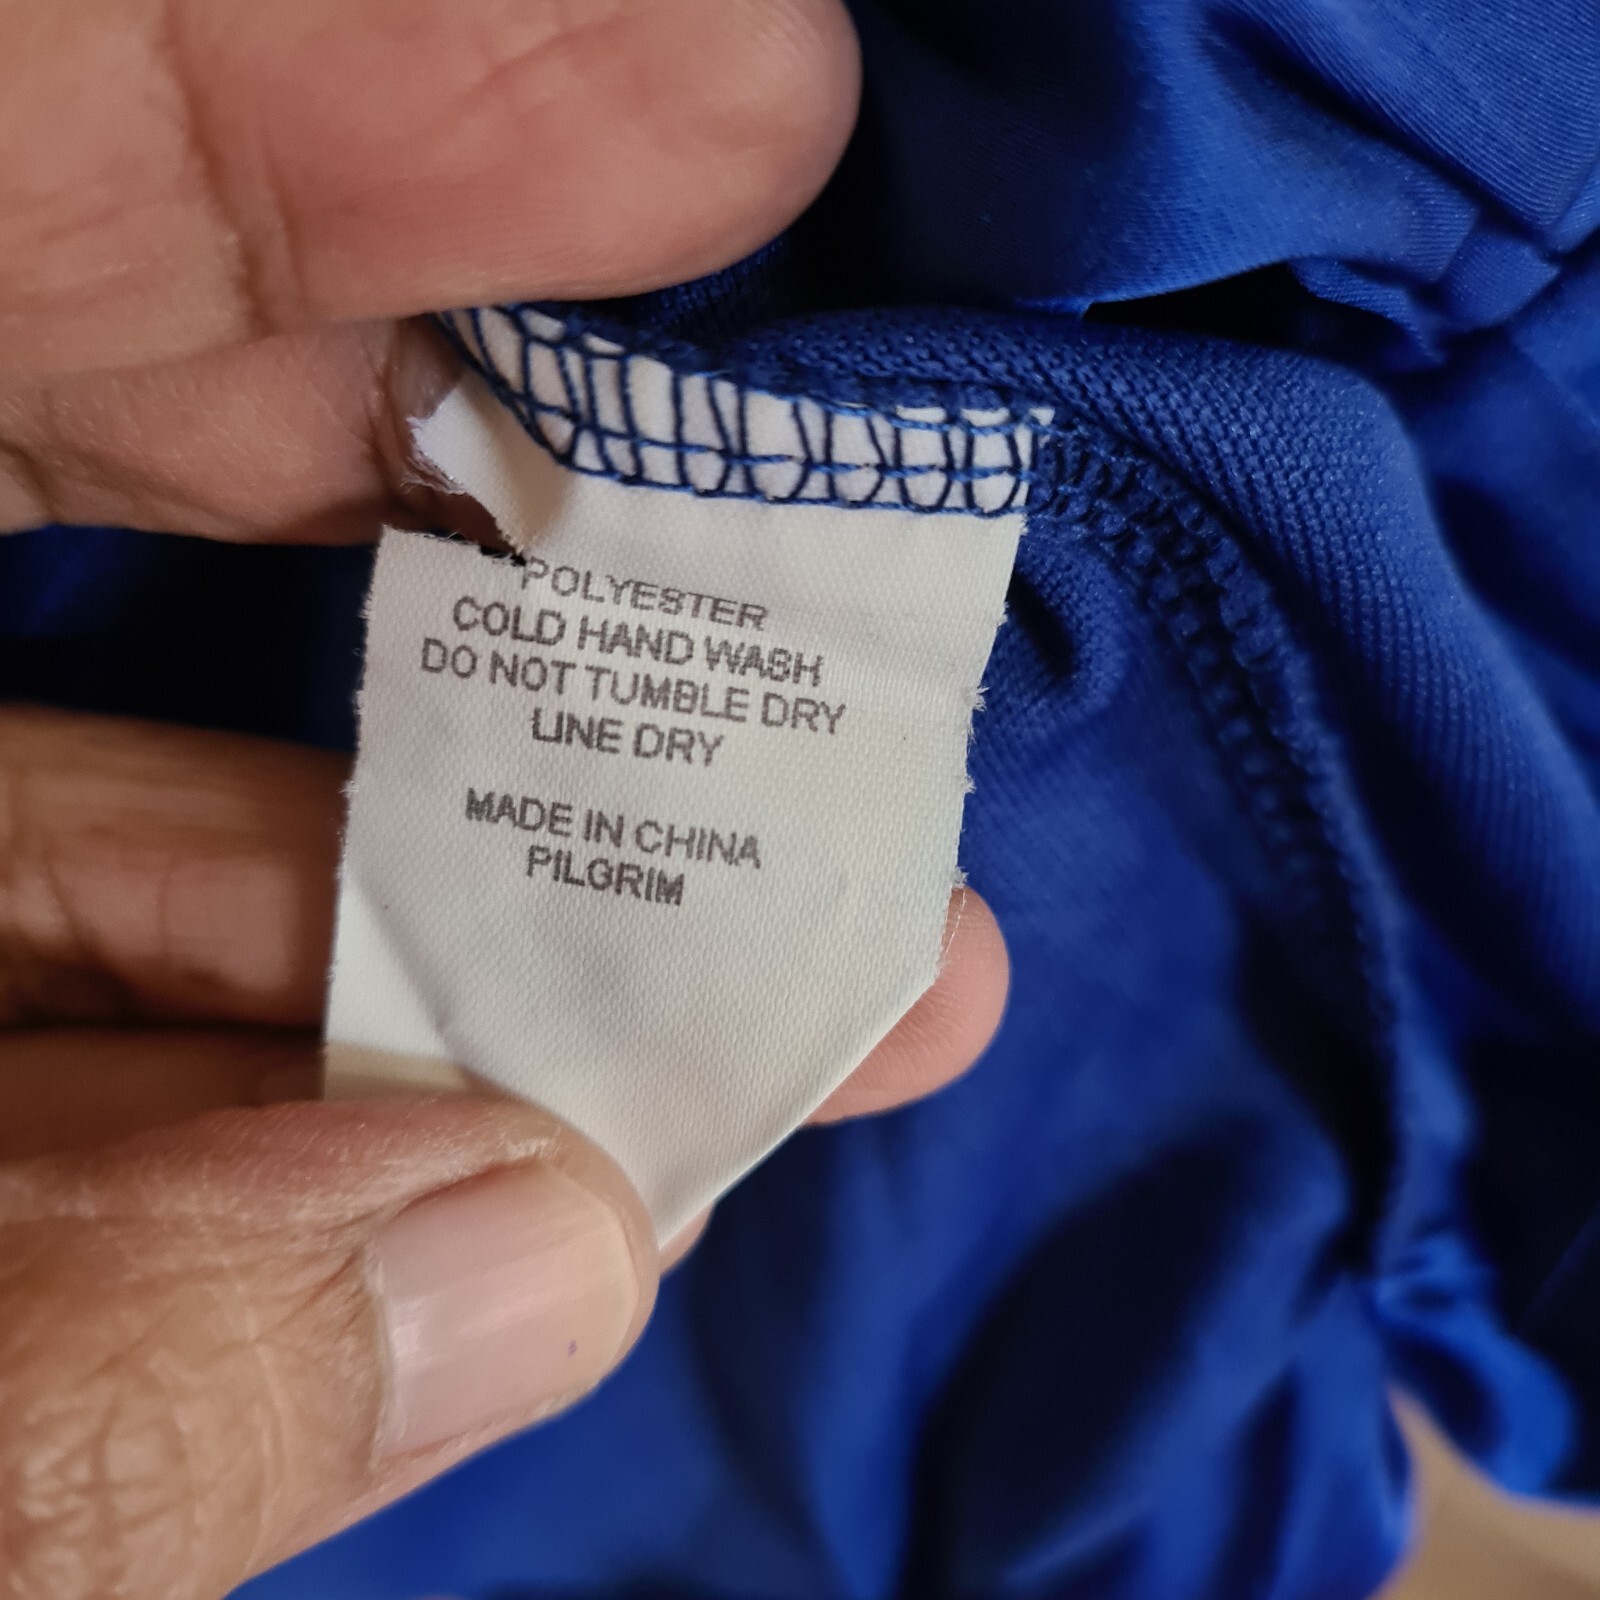 POLYESTER
COLD HAND WASH
DO NOT TUMBLE DRY
LINE DRY
MADE IN CHINA
PILGRIM